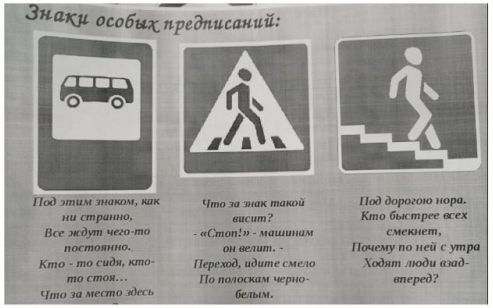 Знаки особых предписаний:
Под этим знаком, как
ни странно,
Все ждут чего-то
постоянно.
Кто - то сидя, кто-
то стоя…
Что за место здесь
Что за знак такой
висит?
- «Стоп!» - машинам
он велит. -
Переход, идите смело
По полоскам черно-
белым.
Под дорогою нора.
Кто быстрее всех
смекнет,
Почему по ней с утра
Ходят люди взад-
вперед?